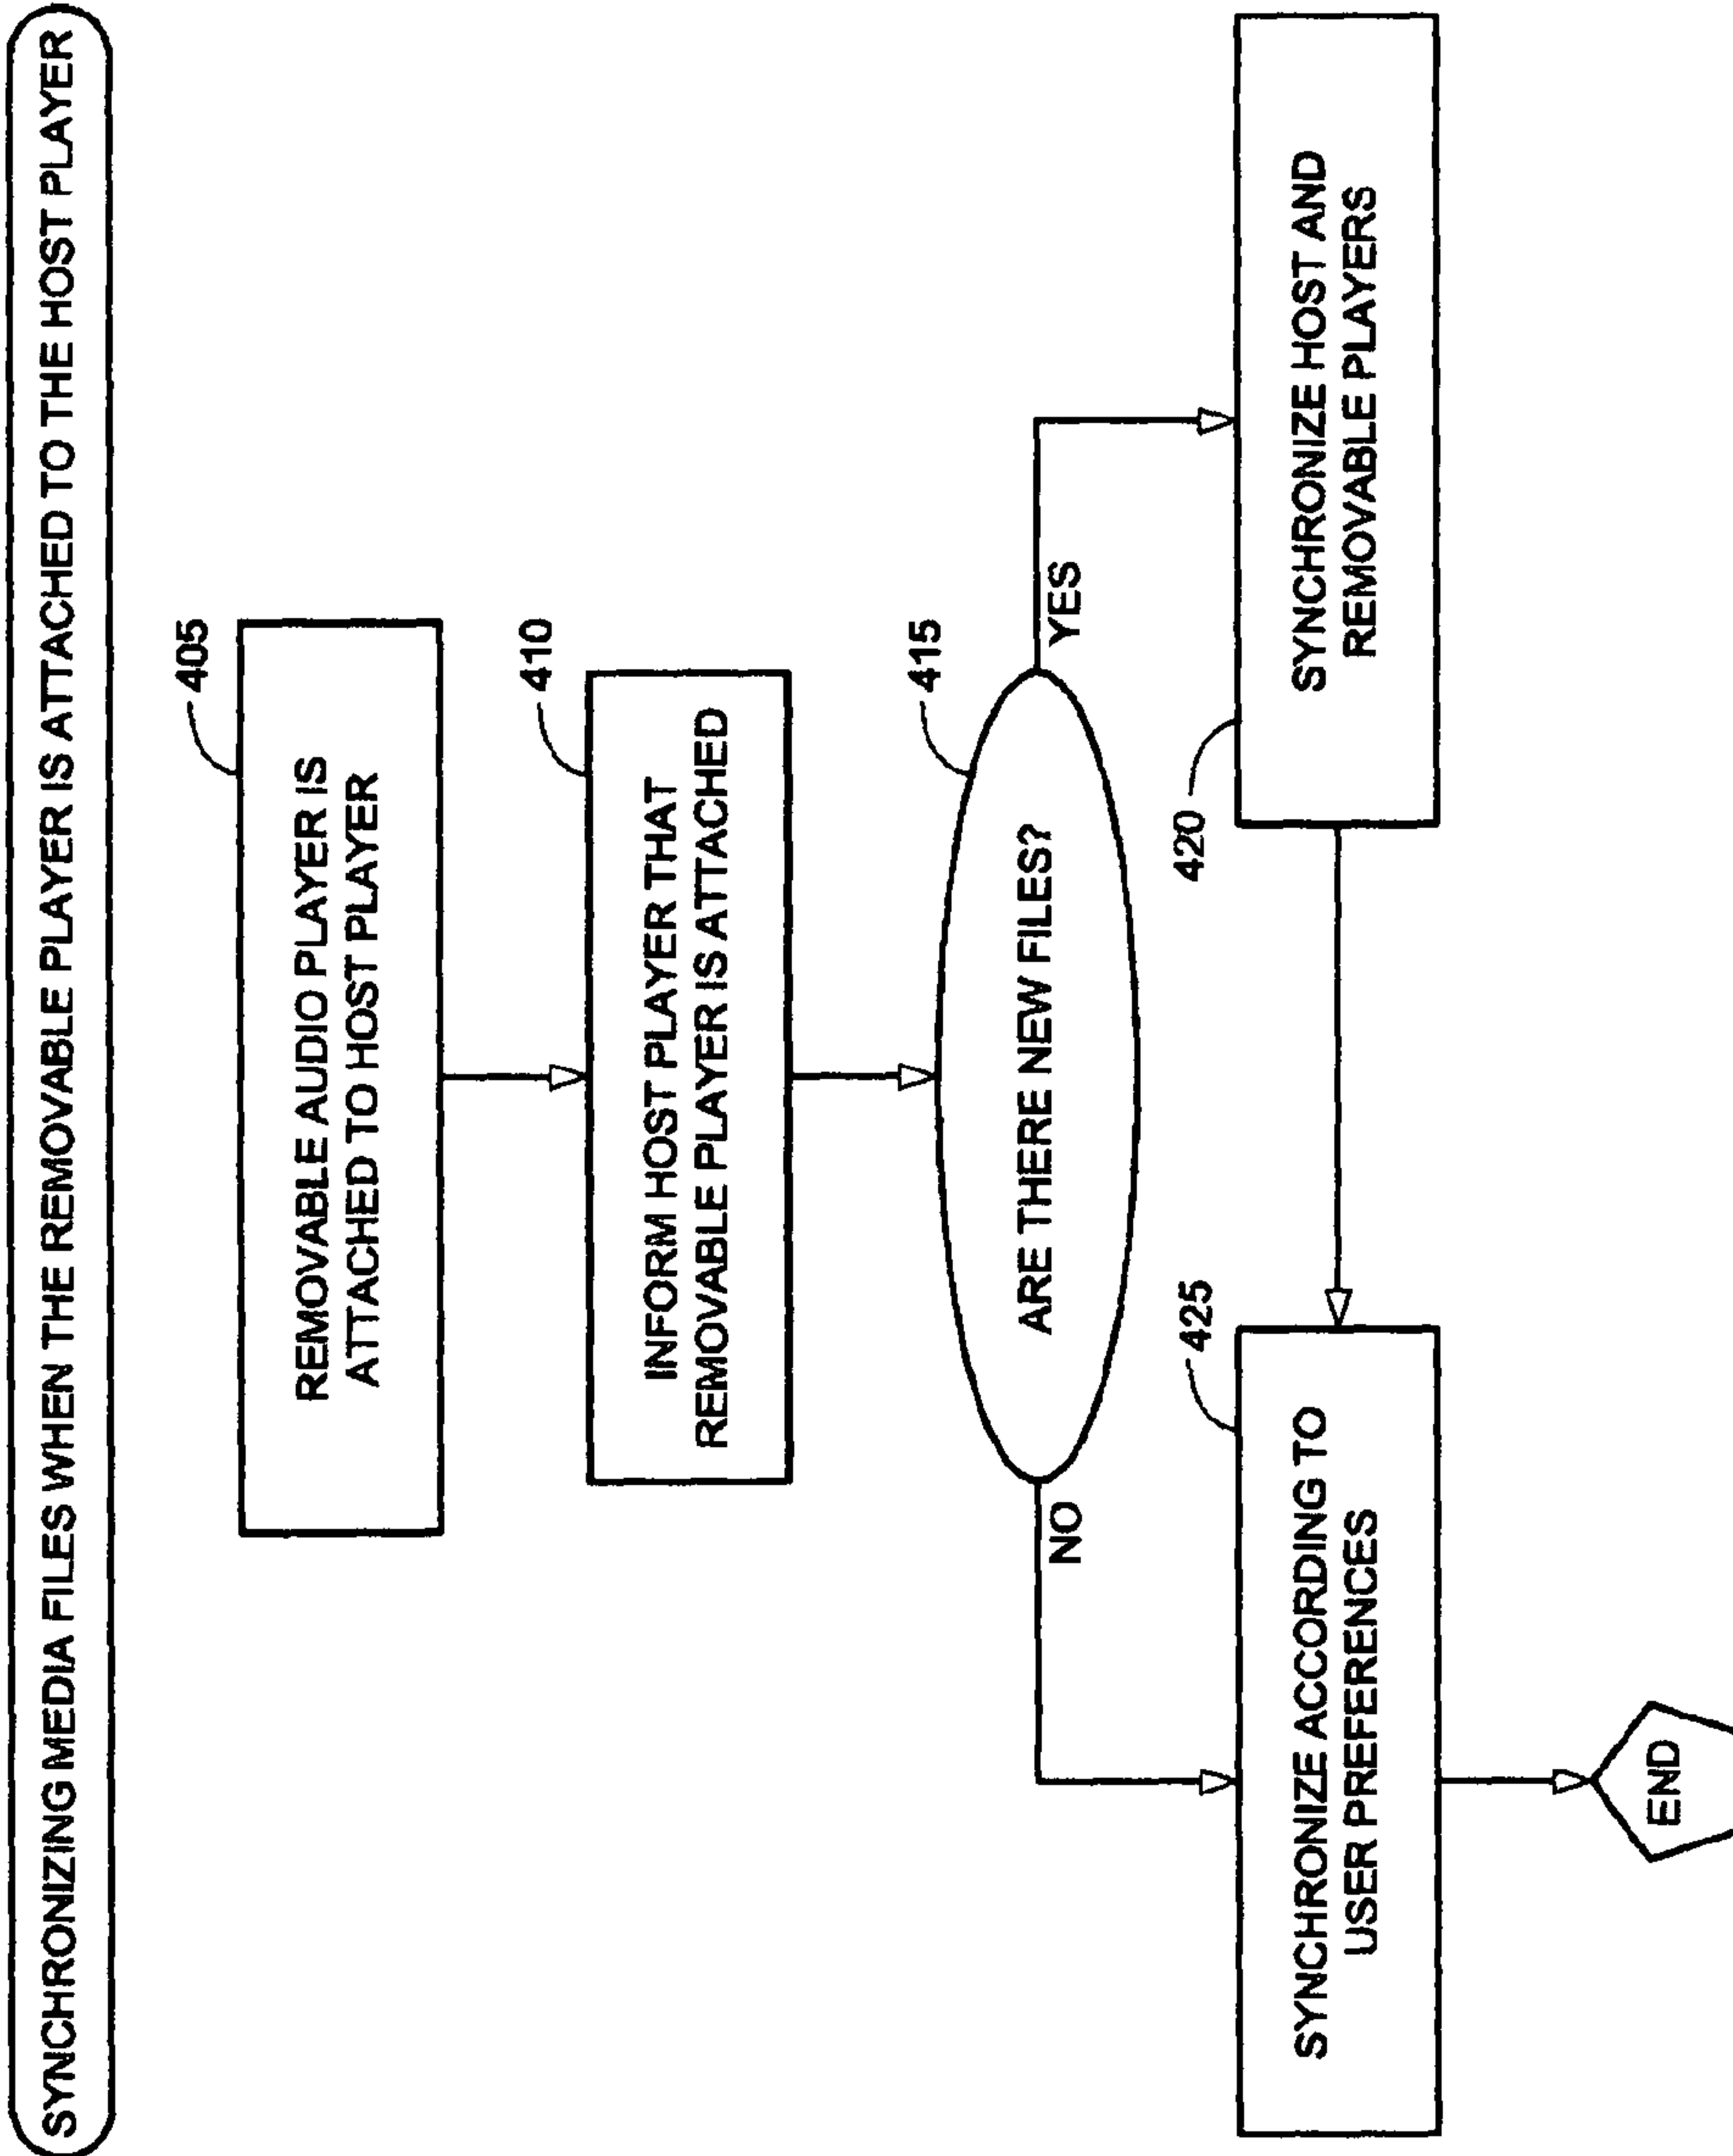 SYNCHRONIZING MEDIA FILES WHEN THE REMOVABLE PLAYER IS ATTACHED TO THE HOST PLAYER
405
REMOVABLE AUDIO PLAYER IS
ATTACHED TO HOST PLAYER
410
INFORM HOST PLAYER THAT
REMOVABLE PLAYER IS ATTACHED
415
ARE THERE NEW FILES?
NO
YES
420
SYNCHRONIZE HOST AND
REMOVABLE PLAYERS
425
SYNCHRONIZE ACCORDING TO
USER PREFERENCES
END